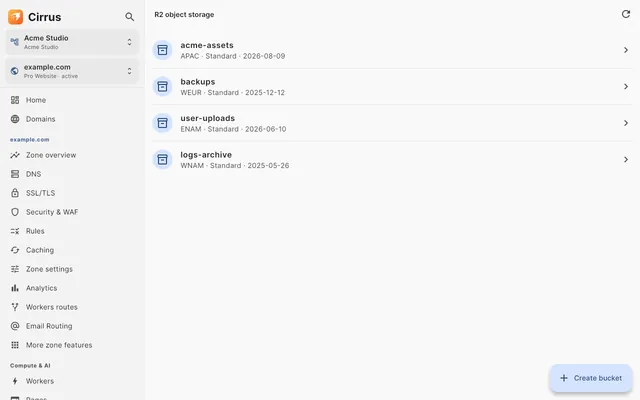 Cirrus
Acme Studio
Acme Studio
example.com
Pro Website · active
Home
Domains
example.com
Zone overview
DNS
SSL/TLS
Security & WAF
Rules
Caching
Zone settings
Analytics
Workers routes
Email Routing
More zone features
Compute & AI
Workers
Pages
R2 object storage
acme-assets
APAC · Standard · 2026-08-09
backups
WEUR · Standard · 2025-12-12
user-uploads
ENAM · Standard · 2026-06-10
logs-archive
WNAM · Standard · 2025-05-26
Create bucket